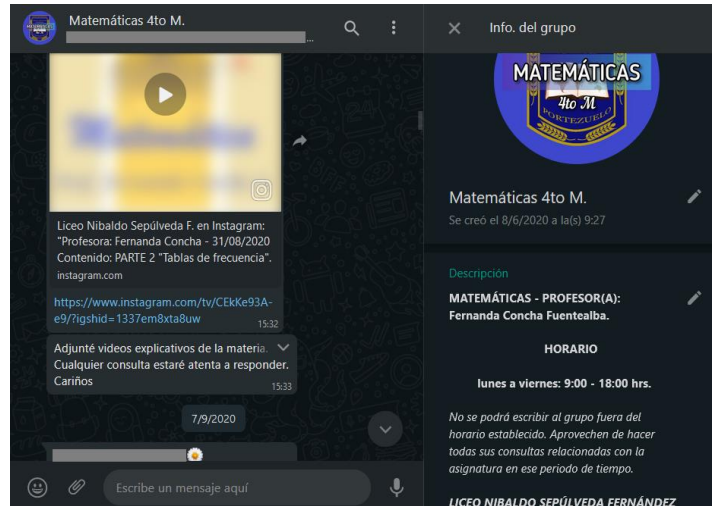 Matemáticas 4to M.
...
Liceo Nibaldo Sepúlveda F. en Instagram:
"Profesora: Fernanda Concha - 31/08/2020
Contenido: PARTE 2 "Tablas de frecuencia".
instagram.com
https://www.instagram.com/tv/CEkKe93A-
e9/?igshid=1337em8xta8uw
15:32
Adjunté videos explicativos de la materia.
Cualquier consulta estaré atenta a responder.
Cariños
15:33
7/9/2020
Escribe un mensaje aquí
Info. del grupo
MATEMÁTICAS
4to M
PORTEZUELO
Matemáticas 4to M.
Se creó el 8/6/2020 a la(s) 9:27
Descripción
MATEMÁTICAS - PROFESOR(A):
Fernanda Concha Fuentealba.
HORARIO
lunes a viernes: 9:00 - 18:00 hrs.
No se podrá escribir al grupo fuera del
horario establecido. Aprovechen de hacer
todas sus consultas relacionadas con la
asignatura en ese periodo de tiempo.
LICEO NIBALDO SEPÚLVEDA FERNÁNDEZ